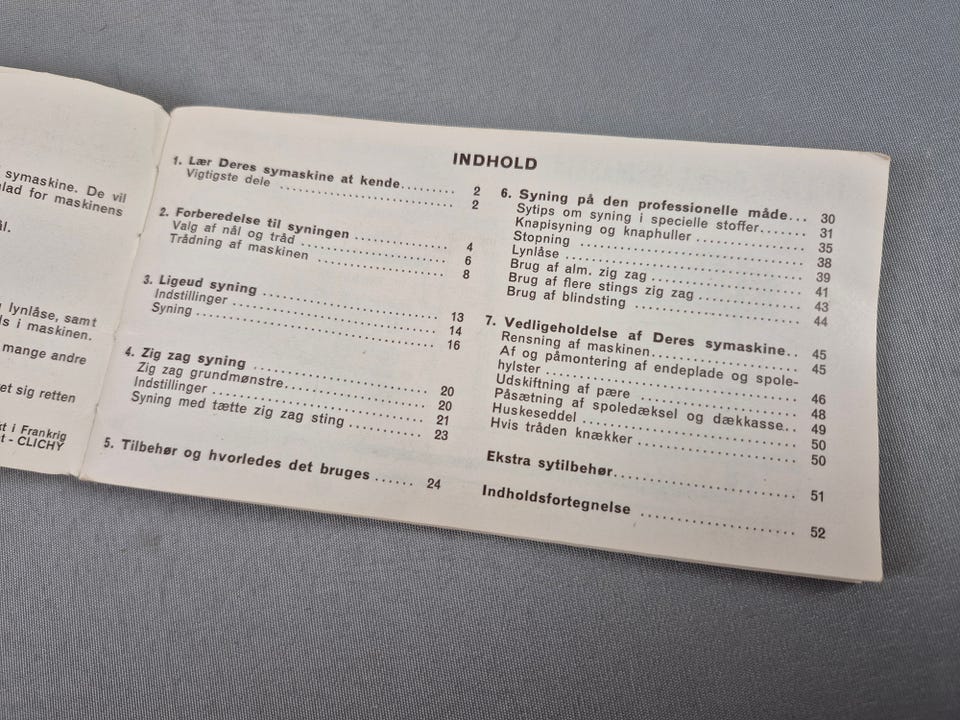 symaskine. De vil
glad for maskinens
lynlåse, samt
i maskinen.
mange andre
et sig retten
t i Frankrig
- CLICHY
INDHOLD
1. Lær Deres symaskine at kende......... 2
Vigtigste dele ............................ 2
2. Forberedelse til syningen .............. 4
Valg af nål og tråd ...................... 6
Trådning af maskinen .................... 8
3. Ligeud syning ........................... 13
Indstillinger ............................. 14
Syning .................................... 16
4. Zig zag syning .......................... 20
Zig zag grundmønstre..................... 20
Indstillinger ............................. 21
Syning med tætte zig zag sting ........... 23
5. Tilbehør og hvorledes det bruges ...... 24
6. Syning på den professionelle måde... 30
Sytips om syning i specielle stoffer....... 31
Knapisyning og knaphuller ................ 35
Stopning .................................. 38
Lynlåse .................................... 39
Brug af alm. zig zag ...................... 41
Brug af flere stings zig zag ................ 43
Brug af blindsting ......................... 44
7. Vedligeholdelse af Deres symaskine.. 45
Rensning af maskinen..................... 45
Af og påmontering af endeplade og spole-
hylster .................................... 46
Udskiftning af pære ....................... 48
Påsætning af spoledæksel og dækkasse.. 49
Huskeseddel .............................. 50
Hvis tråden knækker ...................... 50
Ekstra sytilbehør.......................... 51
Indholdsfortegnelse ...................... 52